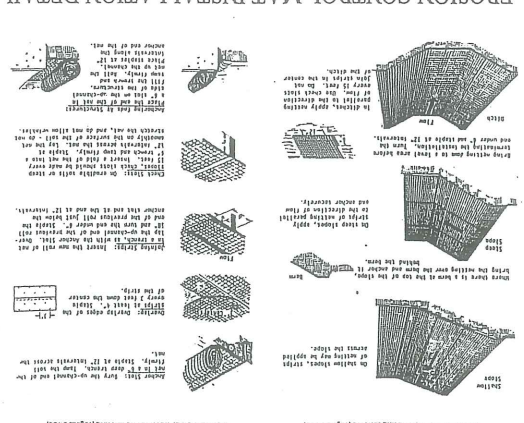 Shallow
Slope
On shallow slopes, strips
of netting may be applied
across the slope.
Where there is a berm at the top of the slope,
bring the netting over the berm and anchor it
behind the berm.
Berm
Steep
Slope
On steep slopes, apply
strips of netting parallel
to the direction of flow
and anchor securely.
Bring netting down to a level area before
terminating the installation. Turn the
end under 6" and staple at 12" intervals.
Ditch
Flow
In ditches, apply netting
parallel to the direction
of flow. Use check slots
every 15 feet. Do not
join strips in the center
of the ditch.
Anchor Slot: Bury the up-channel end of the
net in a 6" deep trench. Tamp the soil
firmly. Staple at 12" intervals across the
net.
Overlap: Overlap edges of the
strips at least 4". Staple
every 3 feet down the center
of the strip.
Joining Strips: Insert the new roll of net
in a trench, as with the Anchor Slot. Over-
lap the up-channel end of the previous roll
18" and turn the end under 6". Staple the
end of the previous roll just below the
anchor slot and at the end at 12" intervals.
Flow
Check Slots: On erodible soils or steep
slopes, check slots should be made every
15 feet. Insert a fold of the net into a
6" trench and tamp firmly. Staple at
12" intervals across the net. Lay the net
smoothly on the surface of the soil - do not
stretch the net, and do not allow wrinkles.
Anchoring Ends At Structures:
Place the end of the net in
a 6" slot on the up-channel
side of the structure.
Fill the trench and
tamp firmly. Roll the
net up the channel.
Place staples at 12"
intervals along the
anchor end of the net.
EROSION CONTROL MAT INSTALLATION DETAIL